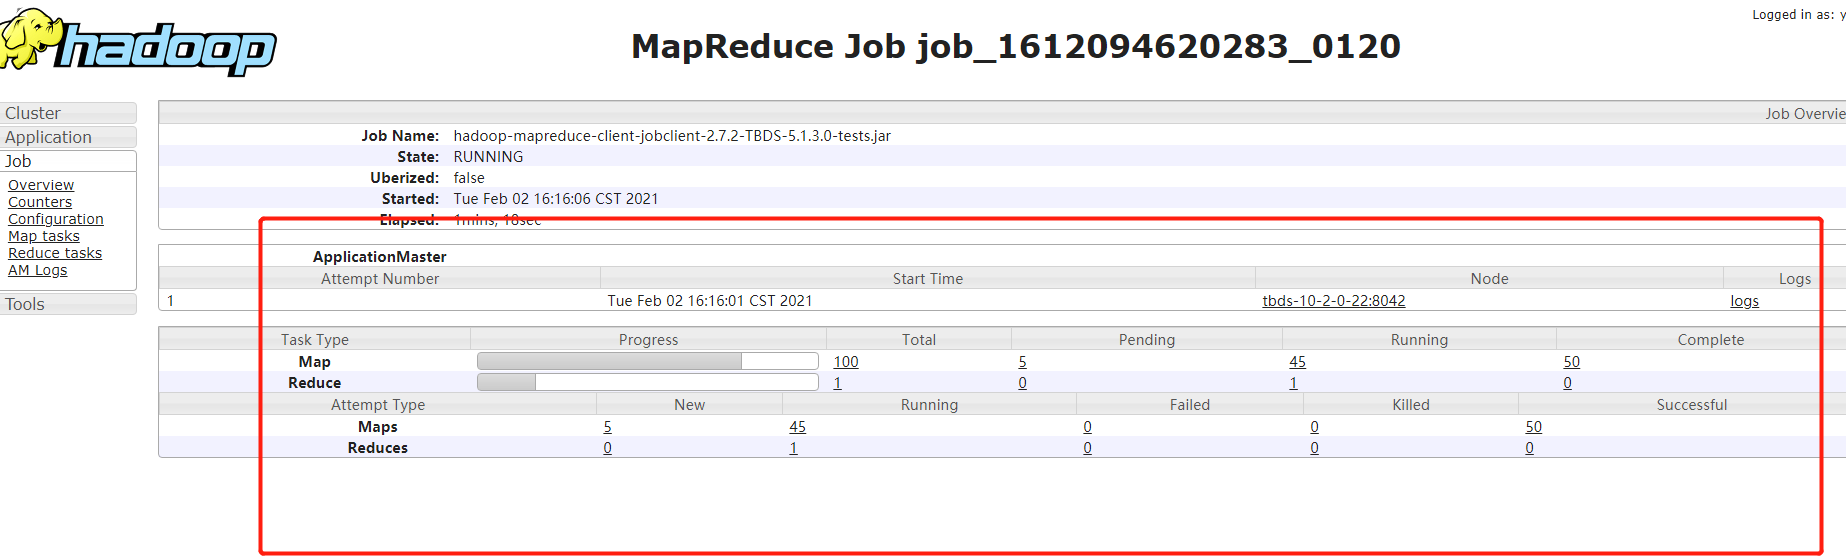 Logged in as: y
hadoop
MapReduce Job job_1612094620283_0120
Cluster
Application
Job
Overview
Counters
Configuration
Map tasks
Reduce tasks
AM Logs
Tools
Job Overvie
Job Name: hadoop-mapreduce-client-jobclient-2.7.2-TBDS-5.1.3.0-tests.jar
State: RUNNING
Uberized: false
Started: Tue Feb 02 16:16:06 CST 2021
Elapsed: 1mins, 18sec
ApplicationMaster
Attempt Number Start Time Node Logs
1 Tue Feb 02 16:16:01 CST 2021 tbds-10-2-0-22:8042 logs
Task Type Progress Total Pending Running Complete
Map 100 5 45 50
Reduce 1 0 1 0
Attempt Type New Running Failed Killed Successful
Maps 5 45 0 0 50
Reduces 0 1 0 0 0